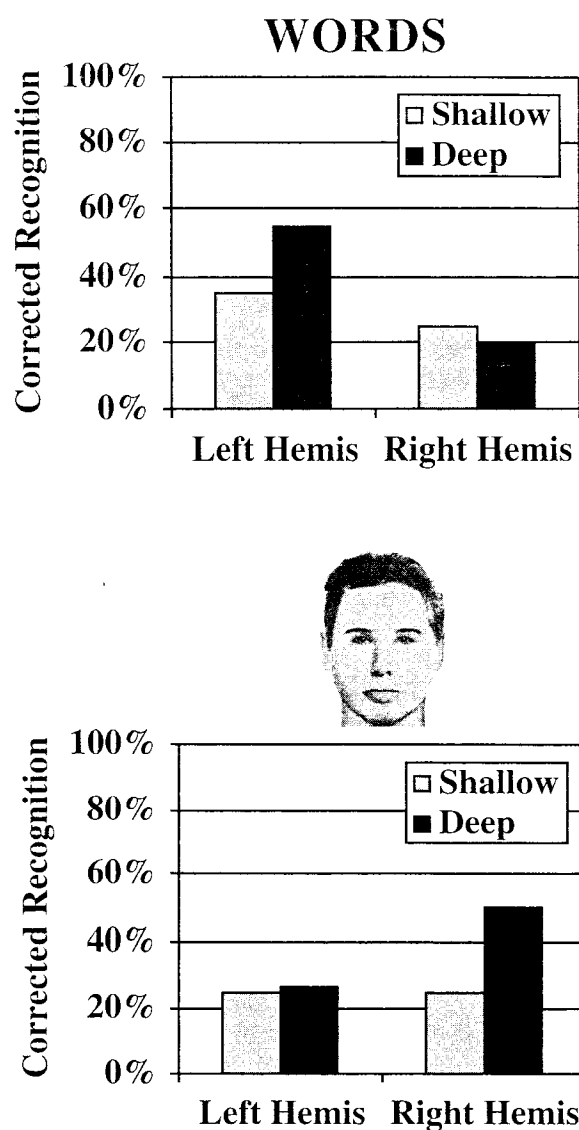 WORDS
Corrected Recognition
100%
80%
60%
40%
20%
0%
Shallow
Deep
Left Hemis Right Hemis
Corrected Recognition
100%
80%
60%
40%
20%
0%
Shallow
Deep
Left Hemis Right Hemis